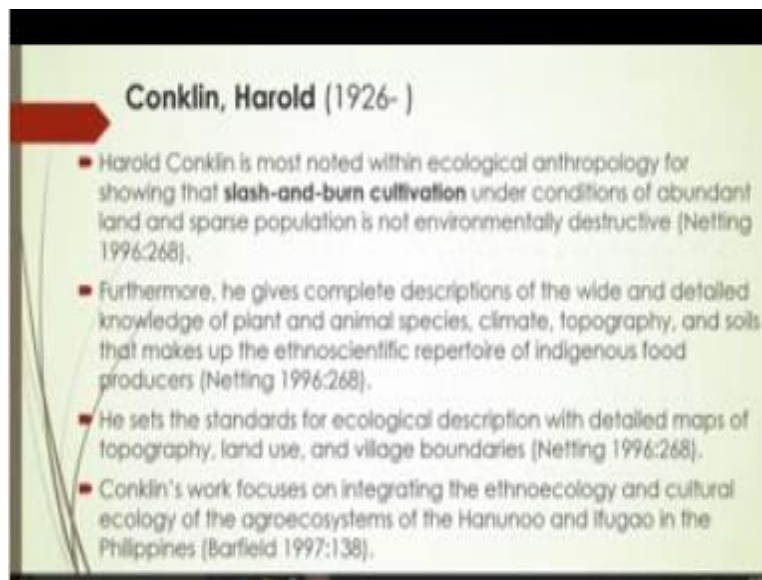 Conklin, Harold (1926- )
Harold Conklin is most noted within ecological anthropology for
showing that slash-and-burn cultivation under conditions of abundant
land and sparse population is not environmentally destructive (Netting
1996:268).
Furthermore, he gives complete descriptions of the wide and detailed
knowledge of plant and animal species, climate, topography, and soils
that makes up the ethnoscientific repertoire of indigenous food
producers (Netting 1996:268).
He sets the standards for ecological description with detailed maps of
topography, land use, and village boundaries (Netting 1996:268).
Conklin's work focuses on integrating the ethnoecology and cultural
ecology of the agroecosystems of the Hanunoo and Ifugao in the
Philippines (Barfield 1997:138).